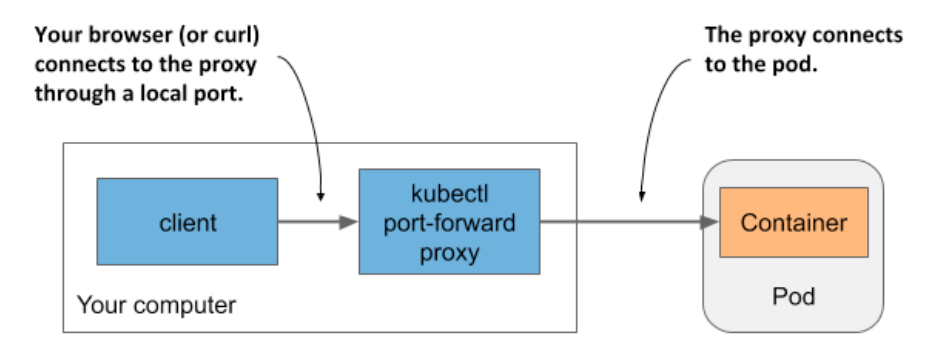 Your browser (or curl)
connects to the proxy
through a local port.
The proxy connects
to the pod.
client
kubectl
port-forward
proxy
Container
Your computer
Pod